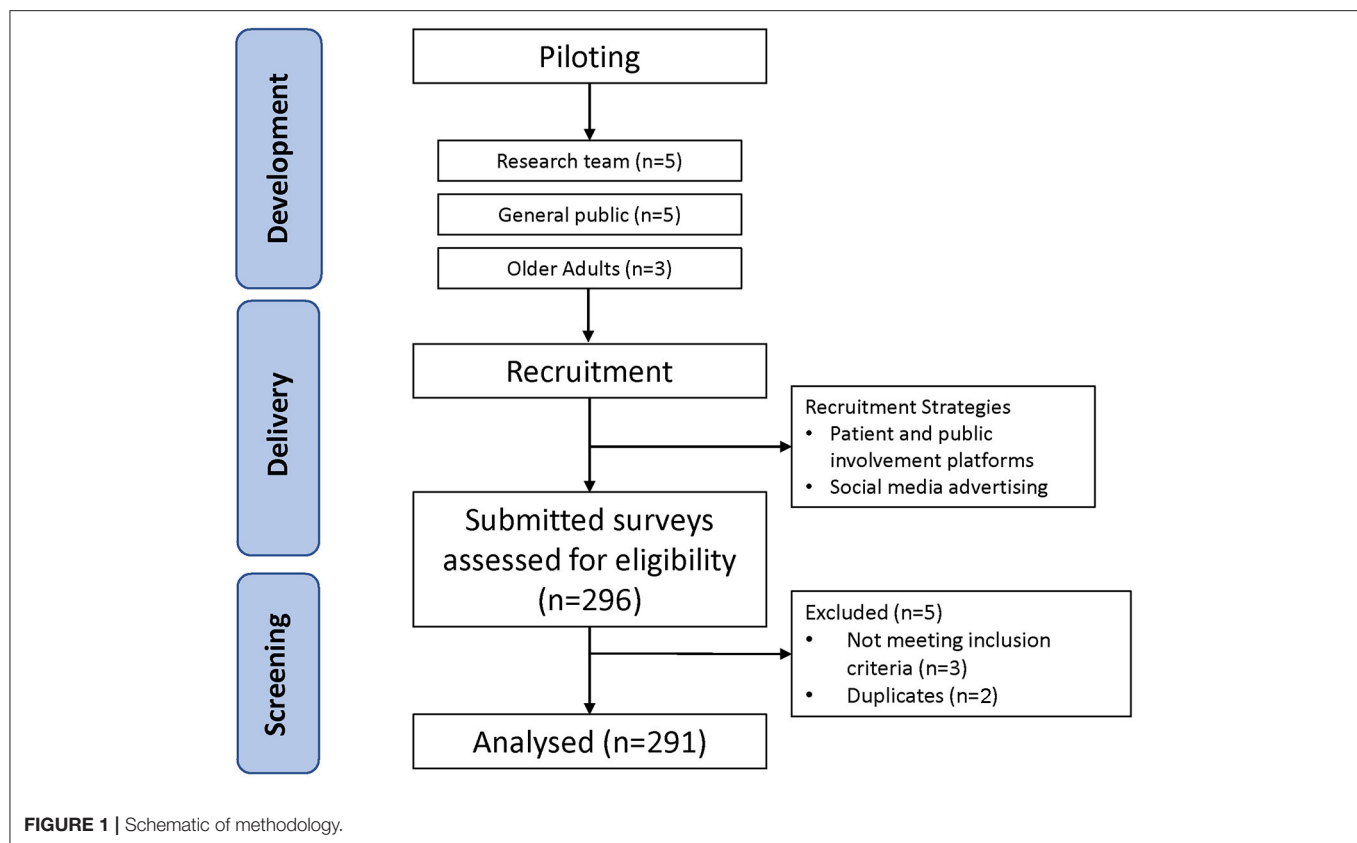 Development
Piloting
Research team (n=5)
General public (n=5)
Older Adults (n=3)
Delivery
Recruitment
Recruitment Strategies
• Patient and public
involvement platforms
• Social media advertising
Submitted surveys
assessed for eligibility
(n=296)
Screening
Excluded (n=5)
• Not meeting inclusion
criteria (n=3)
• Duplicates (n=2)
Analysed (n=291)
FIGURE 1 | Schematic of methodology.